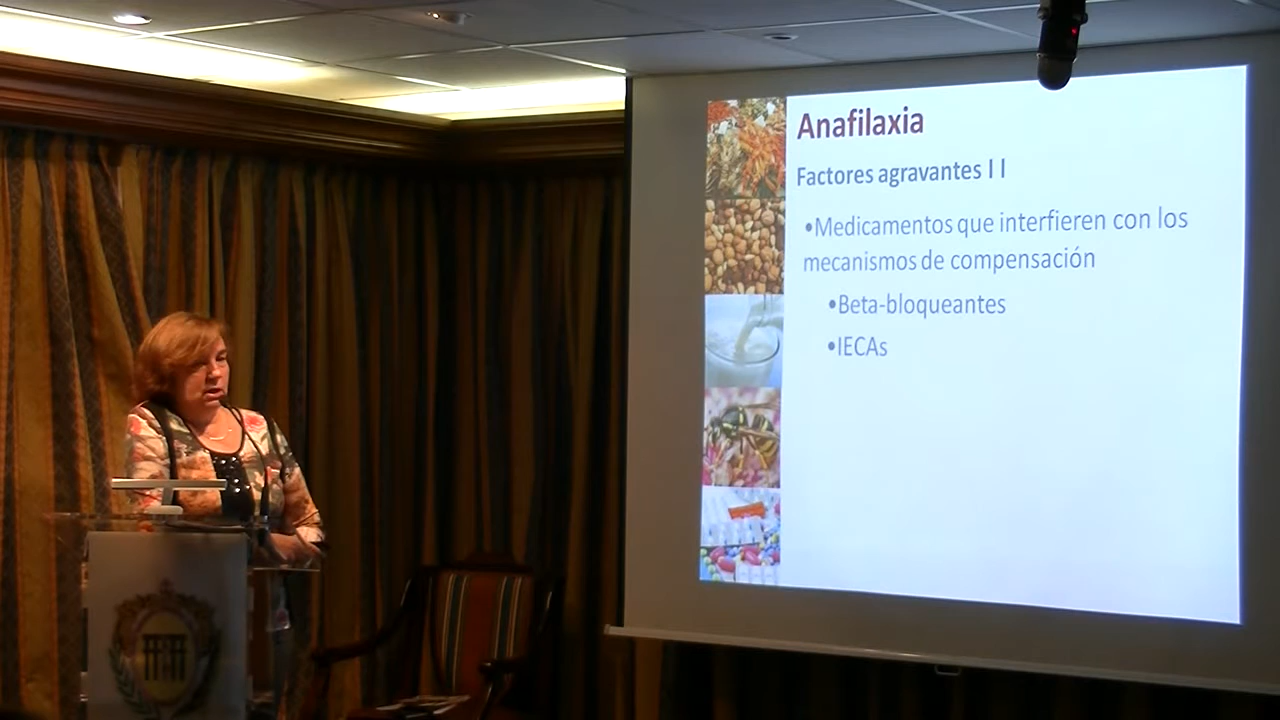 Anafilaxia
Factores agravantes I I
•Medicamentos que interfieren con los
mecanismos de compensación
•Beta-bloqueantes
•IECAs